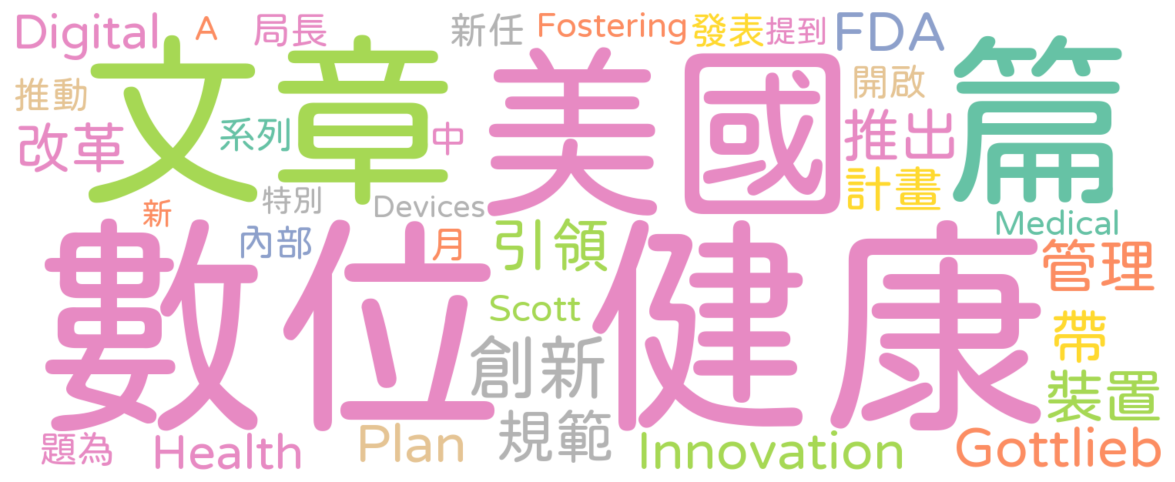 Digital
A
局長
新任
Fostering
發表
提到
FDA
推動
文章
美國
開啟
篇
改革
系列
中
推出
計畫
新
特別
Devices
Medical
數位健康
內部
月
引領
管理
Scott
創新
帶
裝置
題為
Health
Plan
規範
Innovation
Gottlieb